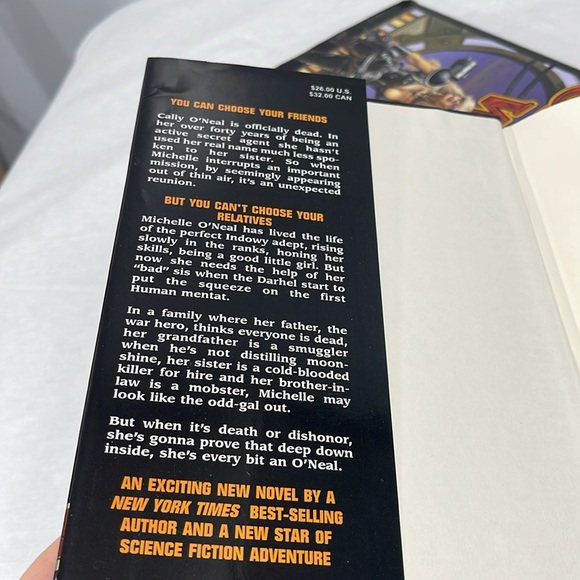 $26.00 U.S.
$32.00 CAN
YOU CAN CHOOSE YOUR FRIENDS
Cally O'Neal is officially dead. In
her over forty years of being an
active secret agent she hasn't
used her real name much less spo-
ken to her sister. So when
Michelle interrupts an important
mission, by seemingly appearing
out of thin air, it's an unexpected
reunion.
BUT YOU CAN'T CHOOSE YOUR
RELATIVES
Michelle O'Neal has lived the life
of the perfect Indowy adept, rising
slowly in the ranks, honing her
skills, being a good little girl. But
now she needs the help of her
"bad" sis when the Darhel start to
put the squeeze on the first
Human mentat.
In a family where her father, the
war hero, thinks everyone is dead,
her grandfather is a smuggler
when he's not distilling moon-
shine, her sister is a cold-blooded
killer for hire and her brother-in-
law is a mobster, Michelle may
look like the odd-gal out.
But when it's death or dishonor,
she's gonna prove that deep down
inside, she's every bit an O'Neal.
AN EXCITING NEW NOVEL BY A
NEW YORK TIMES BEST-SELLING
AUTHOR AND A NEW STAR OF
SCIENCE FICTION ADVENTURE